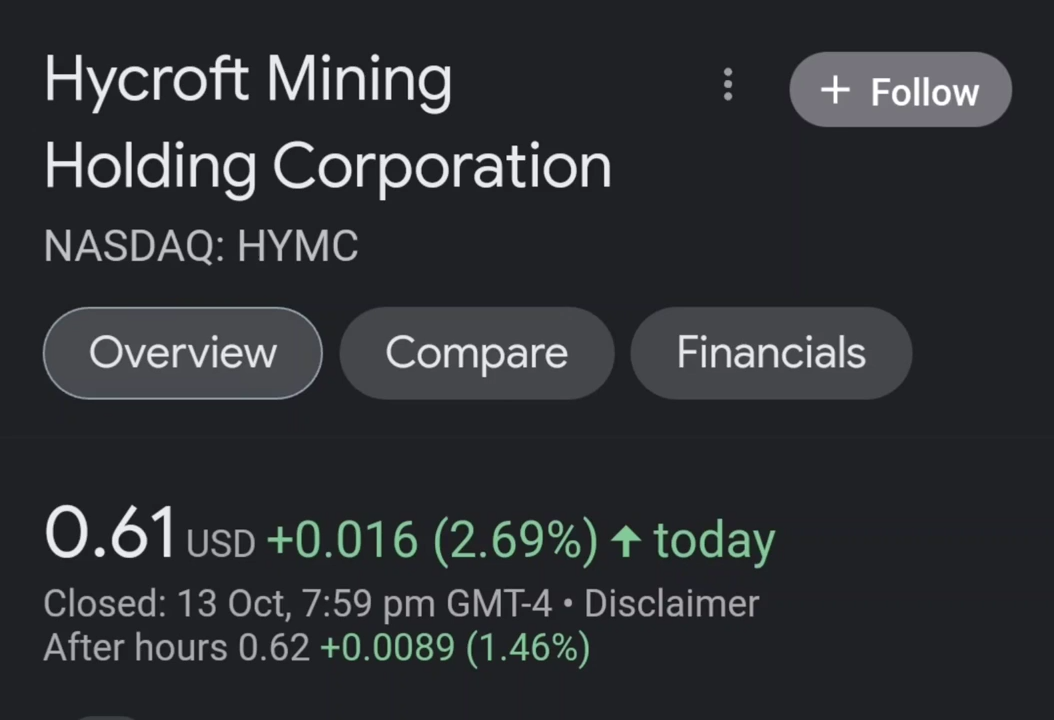 Hycroft Mining
Holding Corporation
+ Follow
NASDAQ: HYMC
Overview
Compare
Financials
0.61 USD +0.016 (2.69%) ↑ today
Closed: 13 Oct, 7:59 pm GMT-4 • Disclaimer
After hours 0.62 +0.0089 (1.46%)